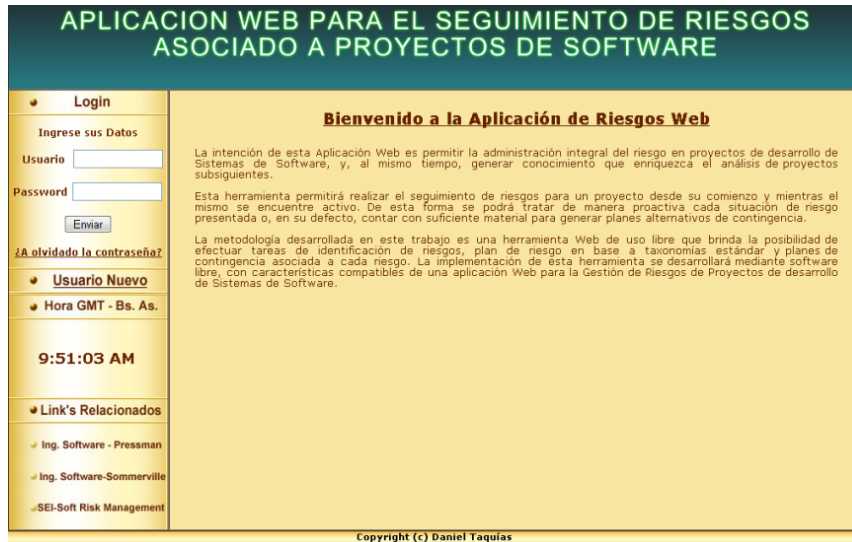 APLICACION WEB PARA EL SEGUIMIENTO DE RIESGOS
ASOCIADO A PROYECTOS DE SOFTWARE
Login
Ingrese sus Datos
Usuario
Password
Enviar
¿A olvidado la contraseña?
Usuario Nuevo
Hora GMT - Bs. As.
9:51:03 AM
Link's Relacionados
Ing. Software - Pressman
Ing. Software-Sommerville
SEI-Soft Risk Management
Bienvenido a la Aplicación de Riesgos Web
La intención de esta Aplicación Web es permitir la administración integral del riesgo en proyectos de desarrollo de
Sistemas de Software, y, al mismo tiempo, generar conocimiento que enriquezca el análisis de proyectos
subsiguientes.
Esta herramienta permitirá realizar el seguimiento de riesgos para un proyecto desde su comienzo y mientras el
mismo se encuentre activo. De esta forma se podrá tratar de manera proactiva cada situación de riesgo
presentada o, en su defecto, contar con suficiente material para generar planes alternativos de contingencia.
La metodología desarrollada en este trabajo es una herramienta Web de uso libre que brinda la posibilidad de
efectuar tareas de identificación de riesgos, plan de riesgo en base a taxonomías estándar y planes de
contingencia asociada a cada riesgo. La implementación de ésta herramienta se desarrollará mediante software
libre, con características compatibles de una aplicación Web para la Gestión de Riesgos de Proyectos de desarrollo
de Sistemas de Software.
Copyright (c) Daniel Taquías